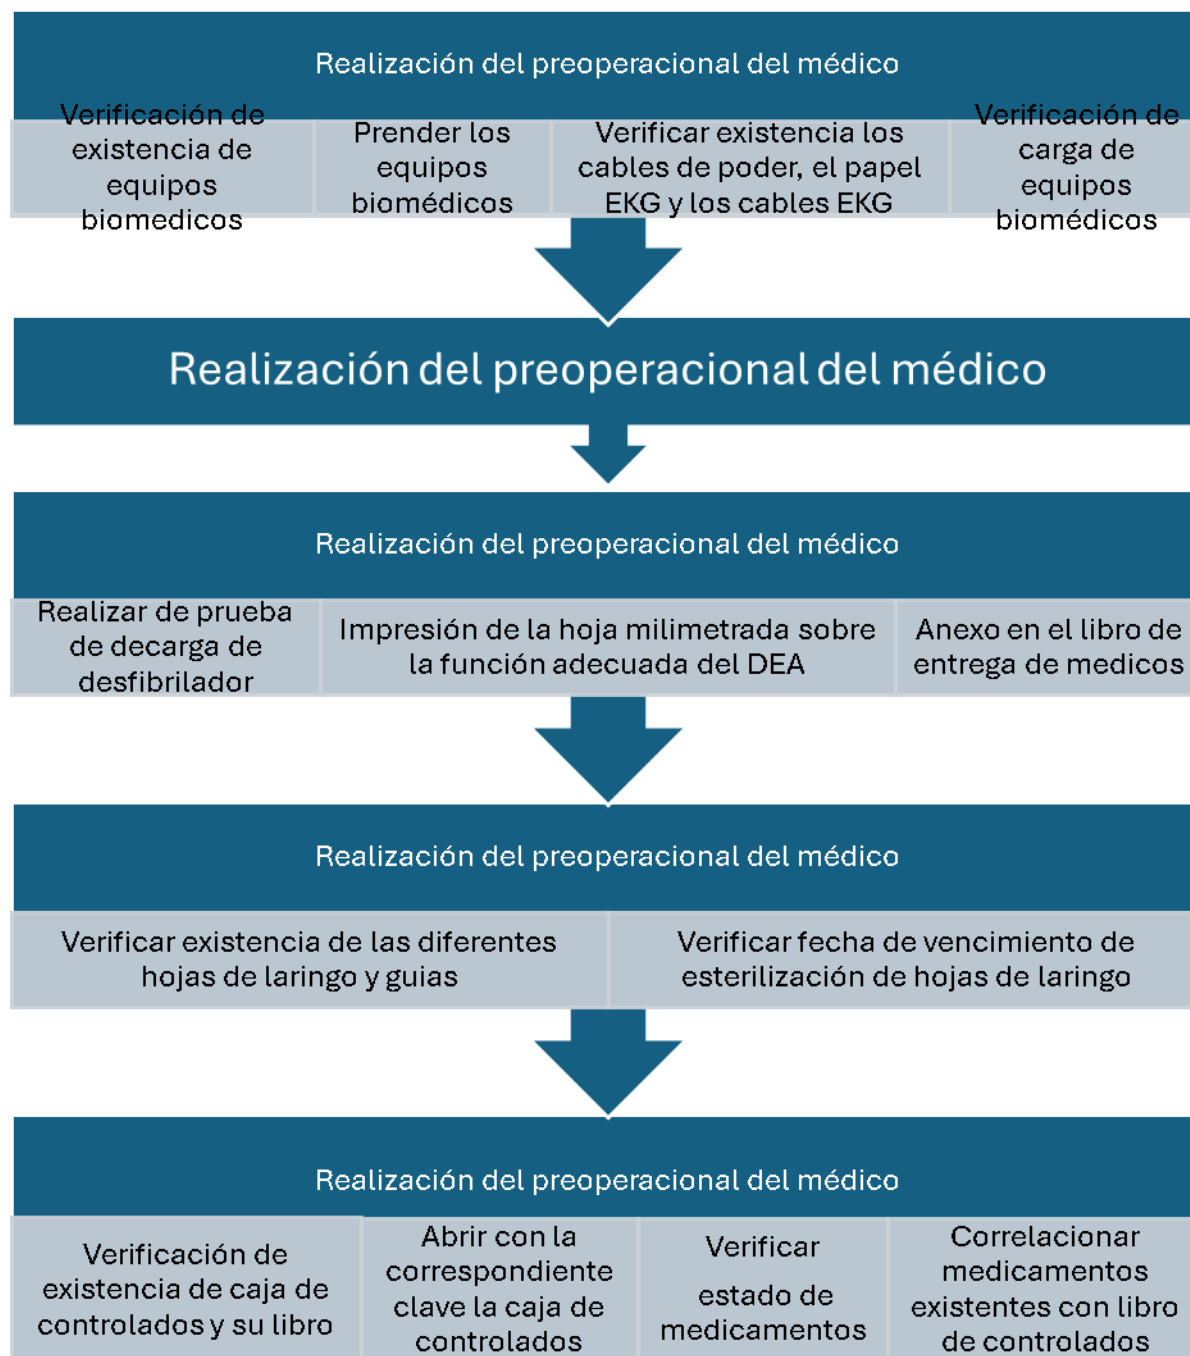 Realización del preoperacional del médico
Verificación de
existencia de
equipos
biomedicos
Prender los
equipos
biomédicos
Verificar existencia los
cables de poder, el papel
EKG y los cables EKG
Verificación de
carga de
equipos
biomédicos
Realización del preoperacional del médico
Realización del preoperacional del médico
Realizar de prueba
de decarga de
desfibrilador
Impresión de la hoja milimetrada sobre
la función adecuada del DEA
Anexo en el libro de
entrega de medicos
Realización del preoperacional del médico
Verificar existencia de las diferentes
hojas de laringo y guias
Verificar fecha de vencimiento de
esterilización de hojas de laringo
Realización del preoperacional del médico
Verificación de
existencia de caja de
controlados y su libro
Abrir con la
correspondiente
clave la caja de
controlados
Verificar
estado de
medicamentos
Correlacionar
medicamentos
existentes con libro
de controlados